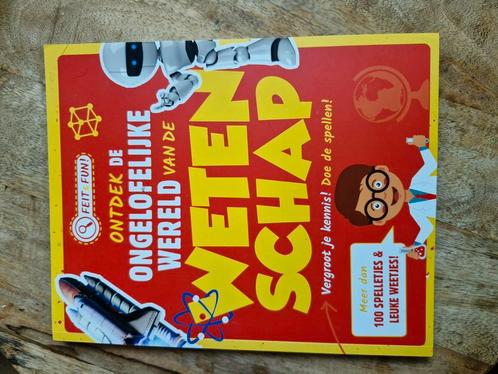 FEIT & FUN!
ONTDEK DE
ONGELOFELIJKE
WERELD VAN DE
WETEN
SCHAP
Vergroot je kennis! Doe de spellen!
Meer dan
100 SPELLETJES &
LEUKE WEETJES!